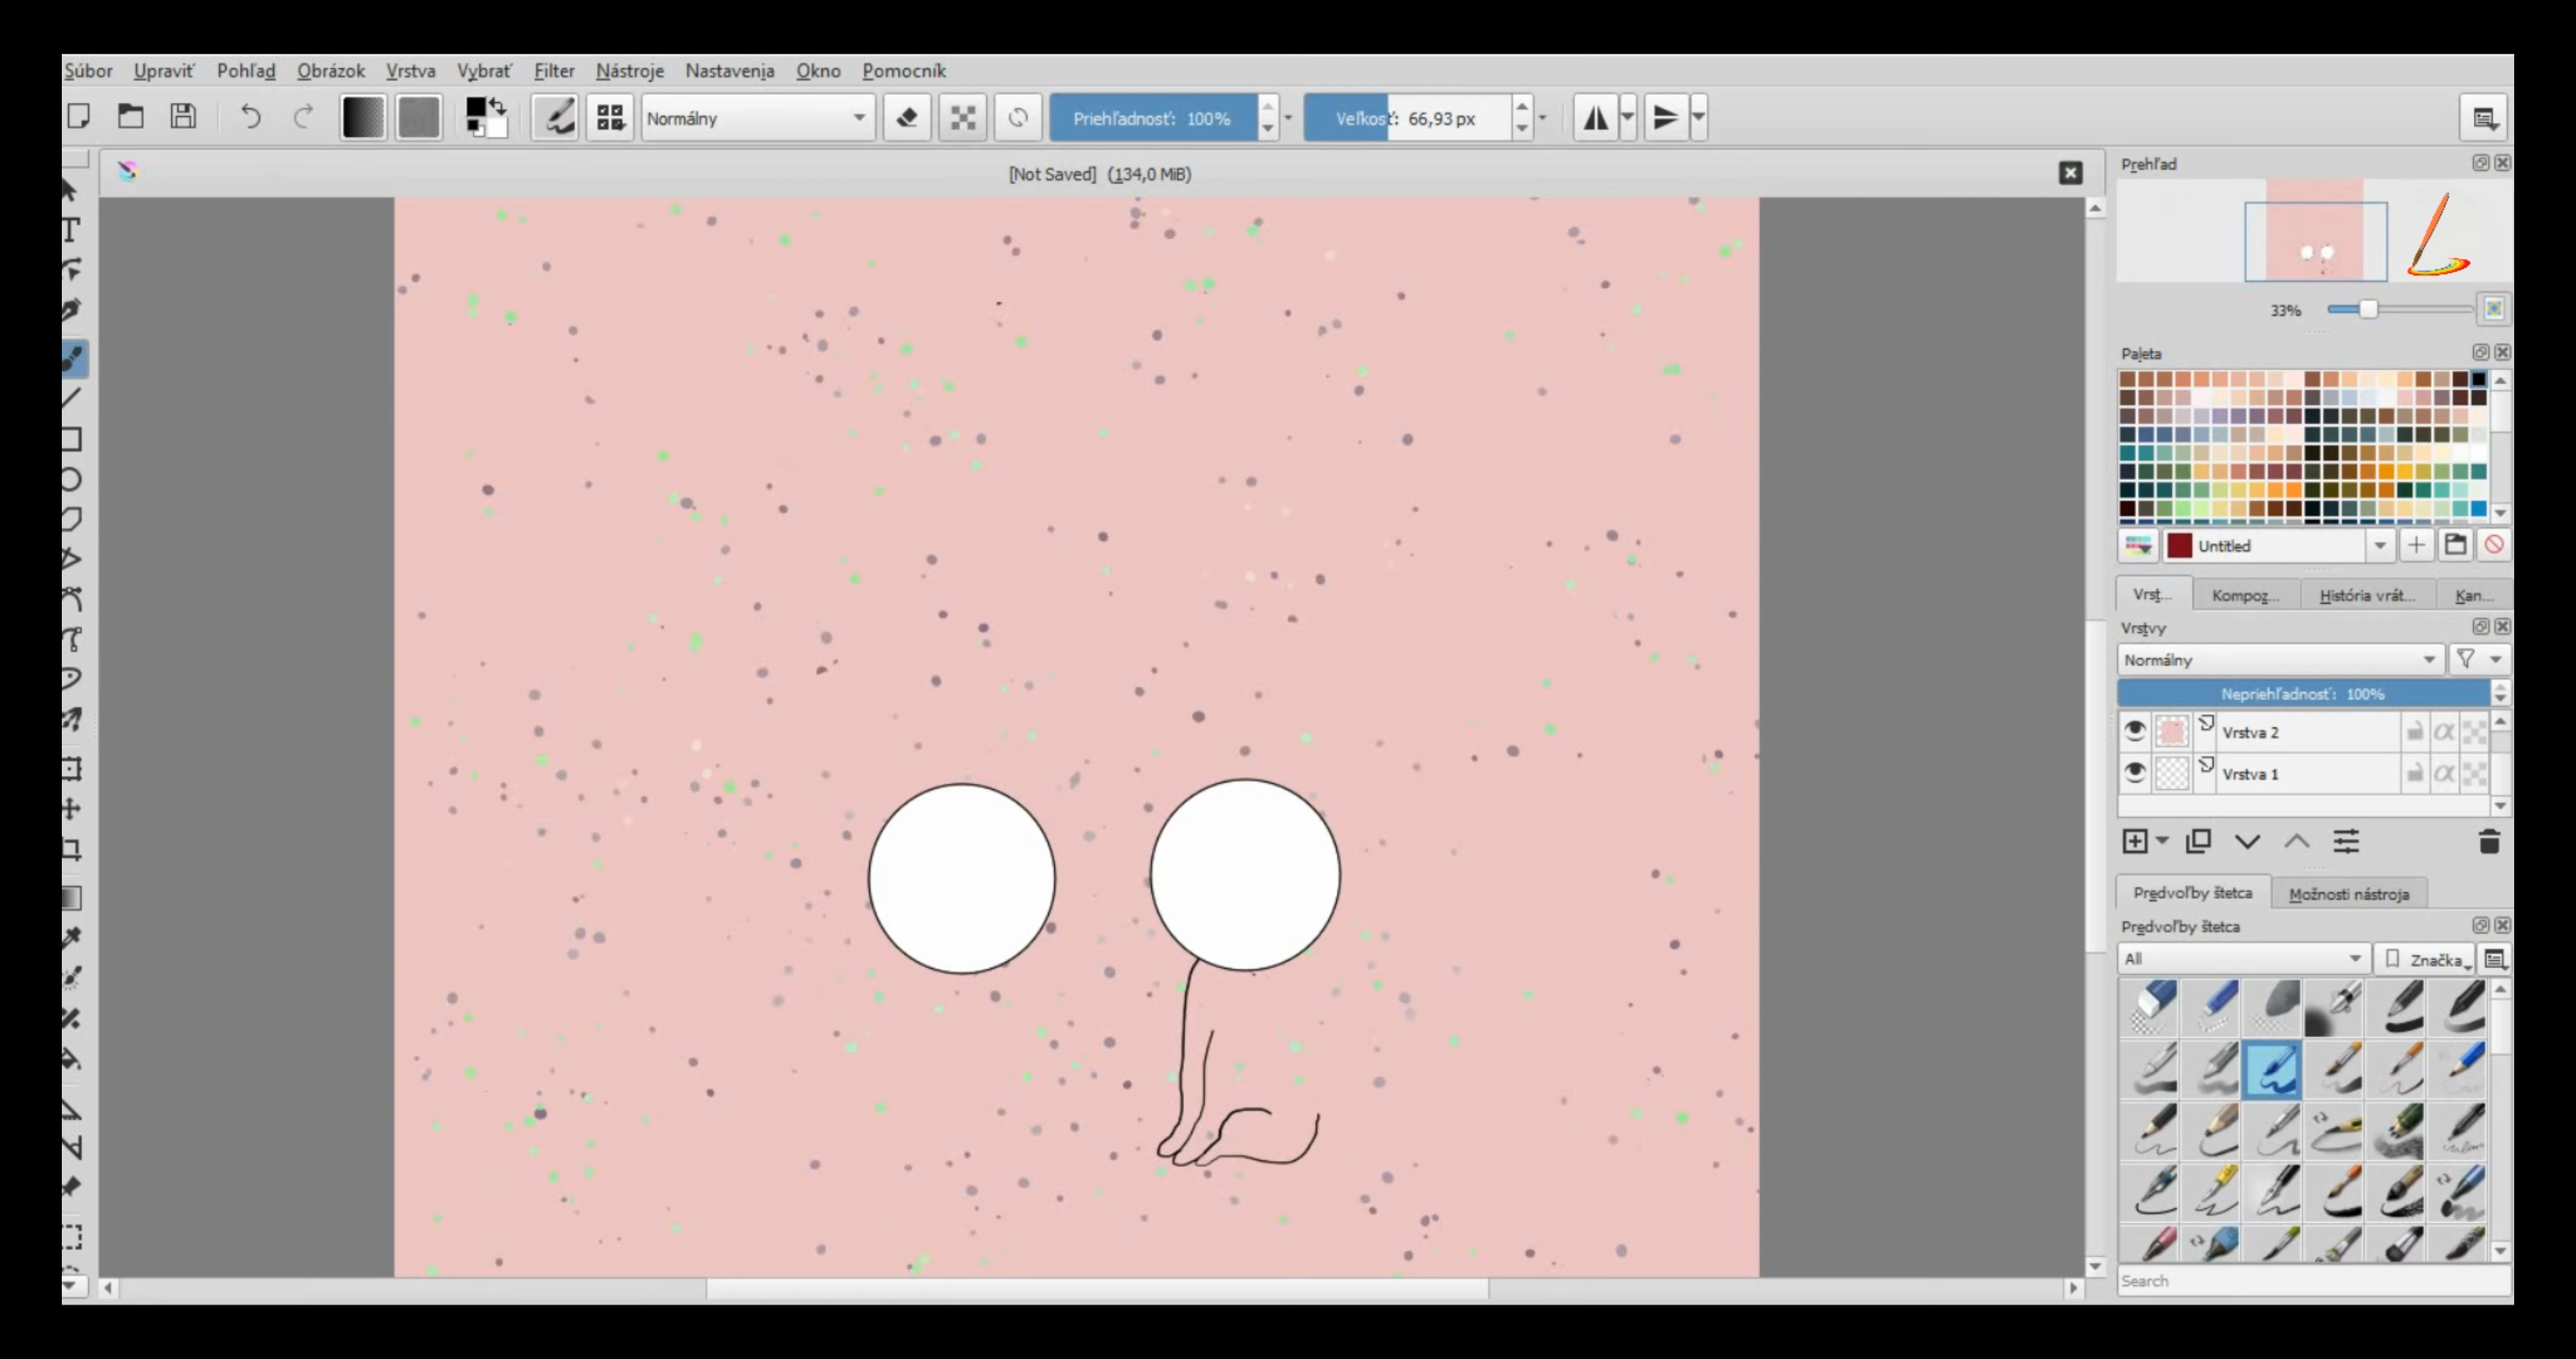 Súbor Upraviť Pohľad Obrázok Vrstva Vybrať Filter Nástroje Nastavenia Okno Pomocník
Normálny Priehľadnosť: 100% Veľkosť: 66,93 px
[Not Saved] (134,0 MiB)
Prehľad
33%
Paleta
Untitled
Vrst... Kompoz... História vrát... Kan...
Vrstvy
Normálny
Nepriehľadnosť: 100%
Vrstva 2
Vrstva 1
Predvoľby štetca Možnosti nástroja
Predvoľby štetca
All Značka
Search